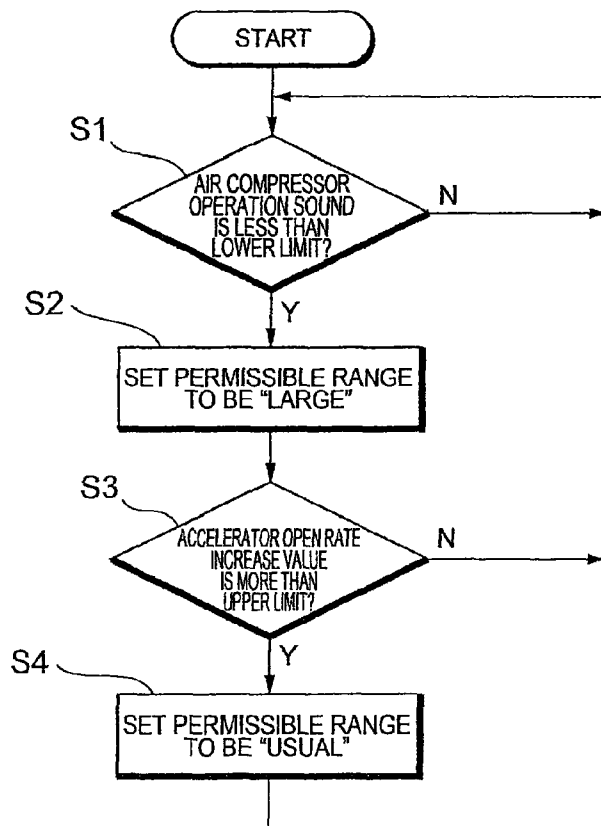 START
S1
AIR COMPRESSOR
OPERATION SOUND
IS LESS THAN
LOWER LIMIT?
N
Y
S2
SET PERMISSIBLE RANGE
TO BE "LARGE"
S3
ACCELERATOR OPEN RATE
INCREASE VALUE
IS MORE THAN
UPPER LIMIT?
N
Y
S4
SET PERMISSIBLE RANGE
TO BE "USUAL"